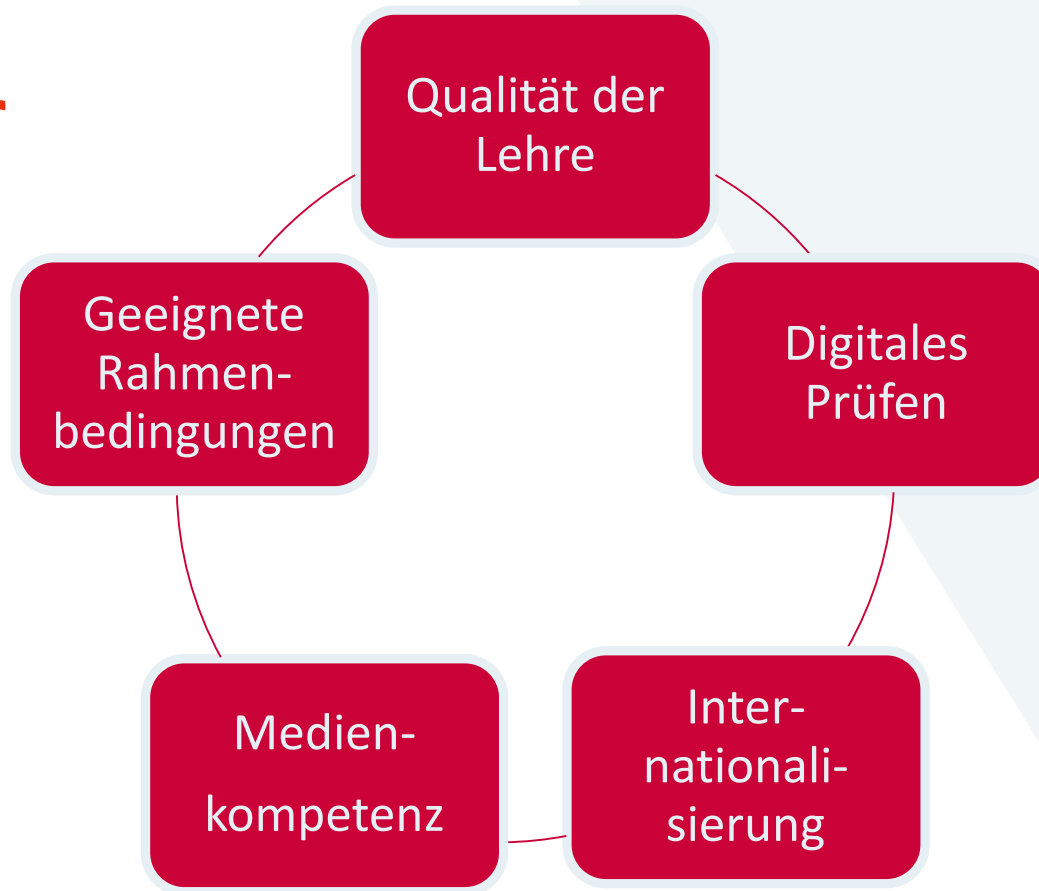 Qualität der
Lehre
Geeignete
Rahmen-
bedingungen
Digitales
Prüfen
Medien-
kompetenz
Inter-
nationali-
sierung